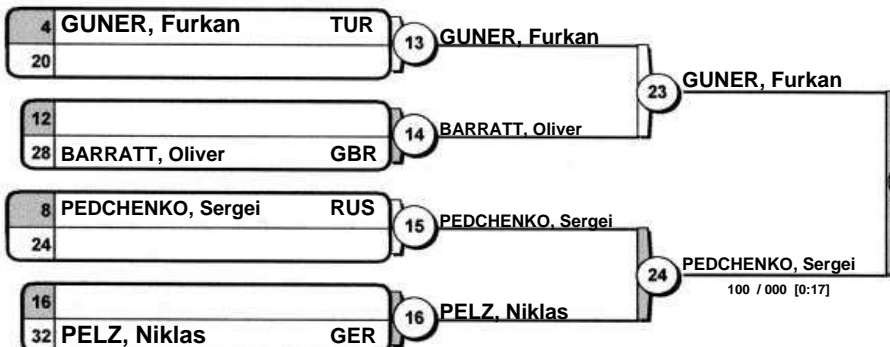 4 GUNER, Furkan TUR
20
13 GUNER, Furkan
23 GUNER, Furkan
12
28 BARRATT, Oliver GBR
14 BARRATT, Oliver
8 PEDCHENKO, Sergei RUS
24
15 PEDCHENKO, Sergei
24 PEDCHENKO, Sergei
100 / 000 [0:17]
16
32 PELZ, Niklas GER
16 PELZ, Niklas